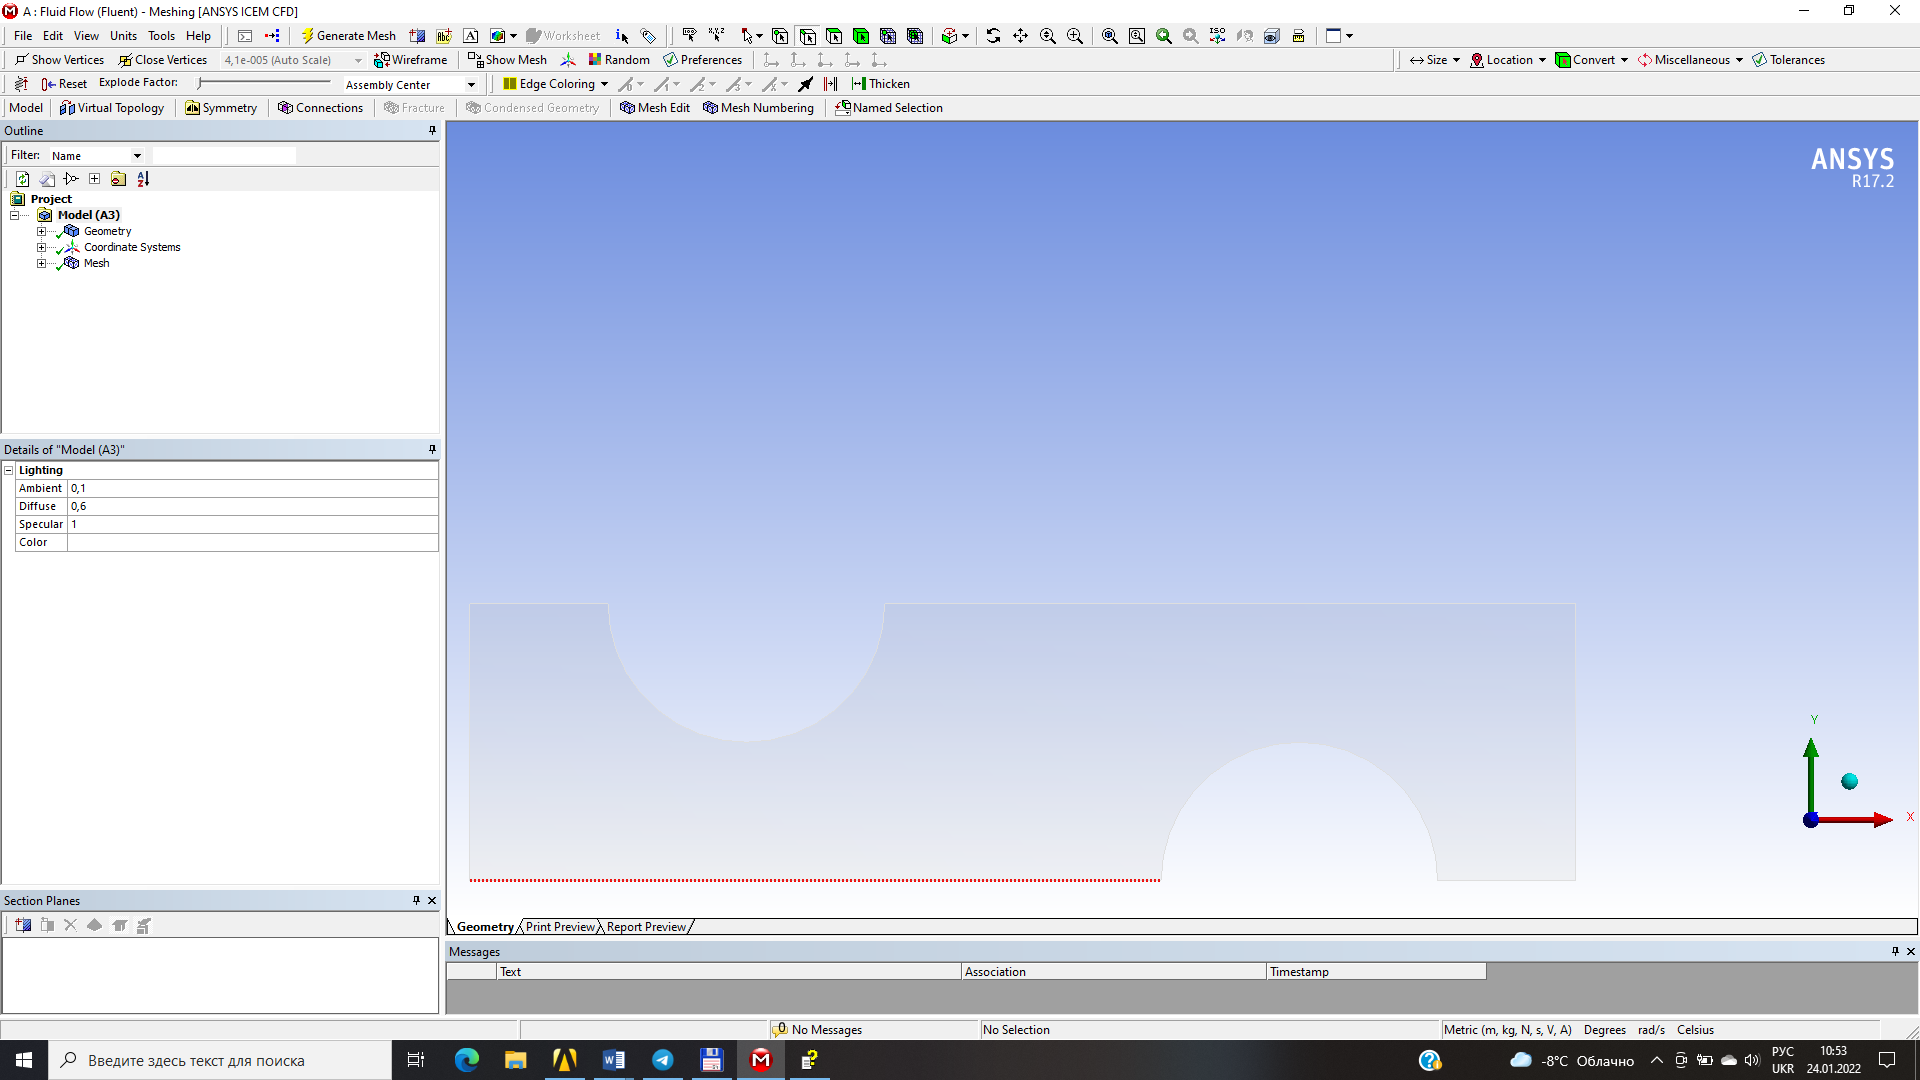 A : Fluid Flow (Fluent) - Meshing [ANSYS ICEM CFD]
File Edit View Units Tools Help Generate Mesh Worksheet
Show Vertices Close Vertices 4,1e-005 (Auto Scale) Wireframe Show Mesh Random Preferences Size Location Convert Miscellaneous Tolerances
Reset Explode Factor: Assembly Center Edge Coloring Thicken
Model Virtual Topology Symmetry Connections Fracture Condensed Geometry Mesh Edit Mesh Numbering Named Selection
Outline
Filter: Name
Project
Model (A3)
Geometry
Coordinate Systems
Mesh
Details of "Model (A3)"
Lighting
Ambient 0,1
Diffuse 0,6
Specular 1
Color
Section Planes
ANSYS
R17.2
Y
X
Geometry Print Preview Report Preview
Messages
Text Association Timestamp
0 No Messages No Selection Metric (m, kg, N, s, V, A) Degrees rad/s Celsius
Введите здесь текст для поиска
-8°C Облачно
РУС
UKR
10:53
24.01.2022